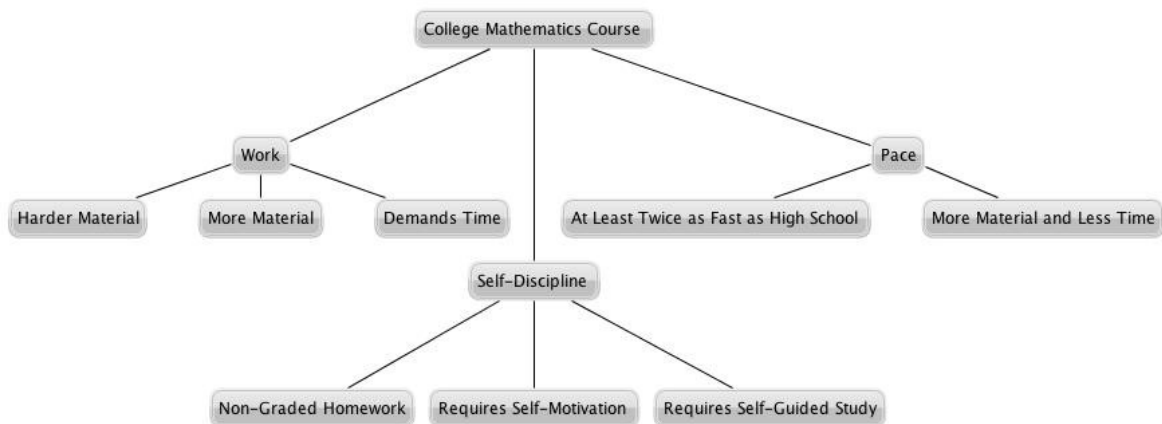 College Mathematics Course
Work
Pace
Harder Material
More Material
Demands Time
At Least Twice as Fast as High School
More Material and Less Time
Self-Discipline
Non-Graded Homework
Requires Self-Motivation
Requires Self-Guided Study